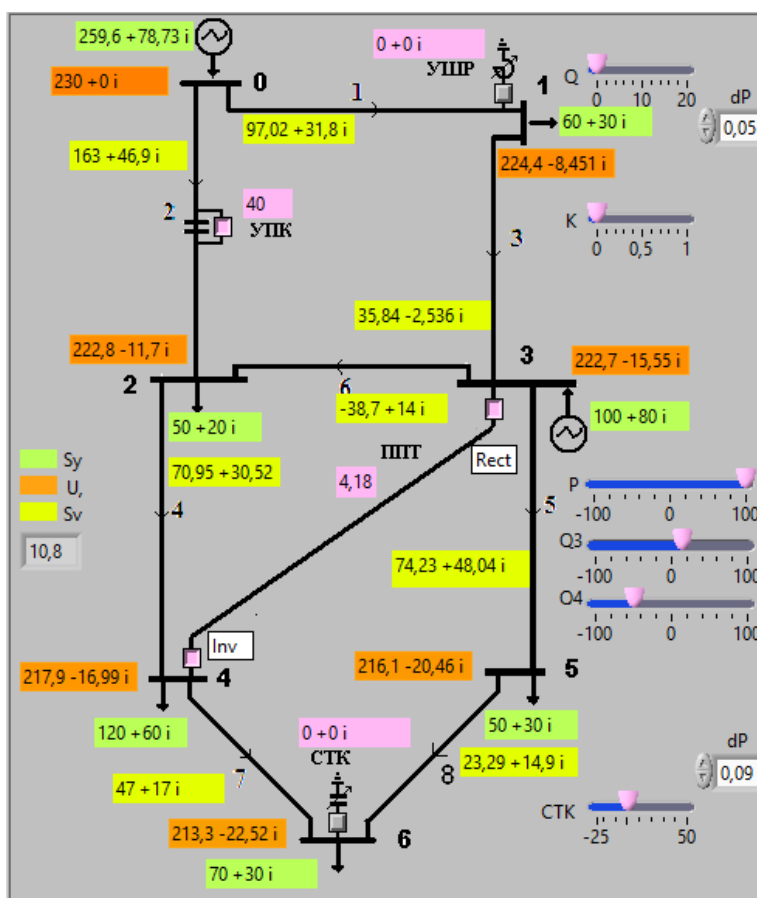 259,6 +78,73 i
0 +0 i
УШР
230 +0 i
0
1
1
Q
0 10 20
dP
97,02 +31,8 i
60 +30 i
0,05
163 +46,9 i
224,4 -8,451 i
2
40
УПК
3
K
0 0,5 1
35,84 -2,536 i
222,8 -11,7 i
2
6
3
222,7 -15,55 i
-38,7 +14 i
50 +20 i
100 +80 i
ППТ
70,95 +30,52
Rect
Sy
U,
Sv
4,18
4
5
P
-100 0 100
10,8
Q3
-100 0 100
74,23 +48,04 i
Q4
-100 0 100
Inv
217,9 -16,99 i
4
216,1 -20,46 i
5
120 +60 i
0 +0 i
50 +30 i
СТК
dP
47 +17 i
7
8
23,29 +14,9 i
0,09
СТК
-25 50
213,3 -22,52 i
6
70 +30 i